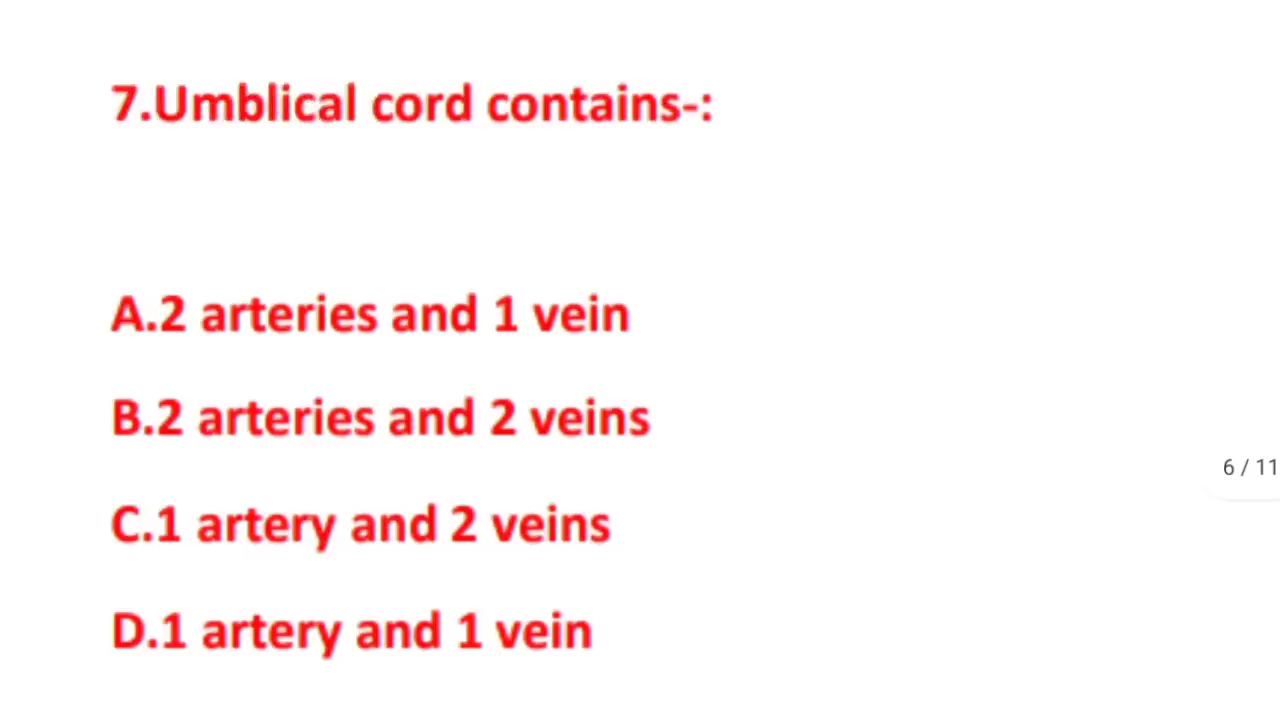 7.Umblical cord contains-:
A.2 arteries and 1 vein
B.2 arteries and 2 veins
6 / 11
C.1 artery and 2 veins
D.1 artery and 1 vein